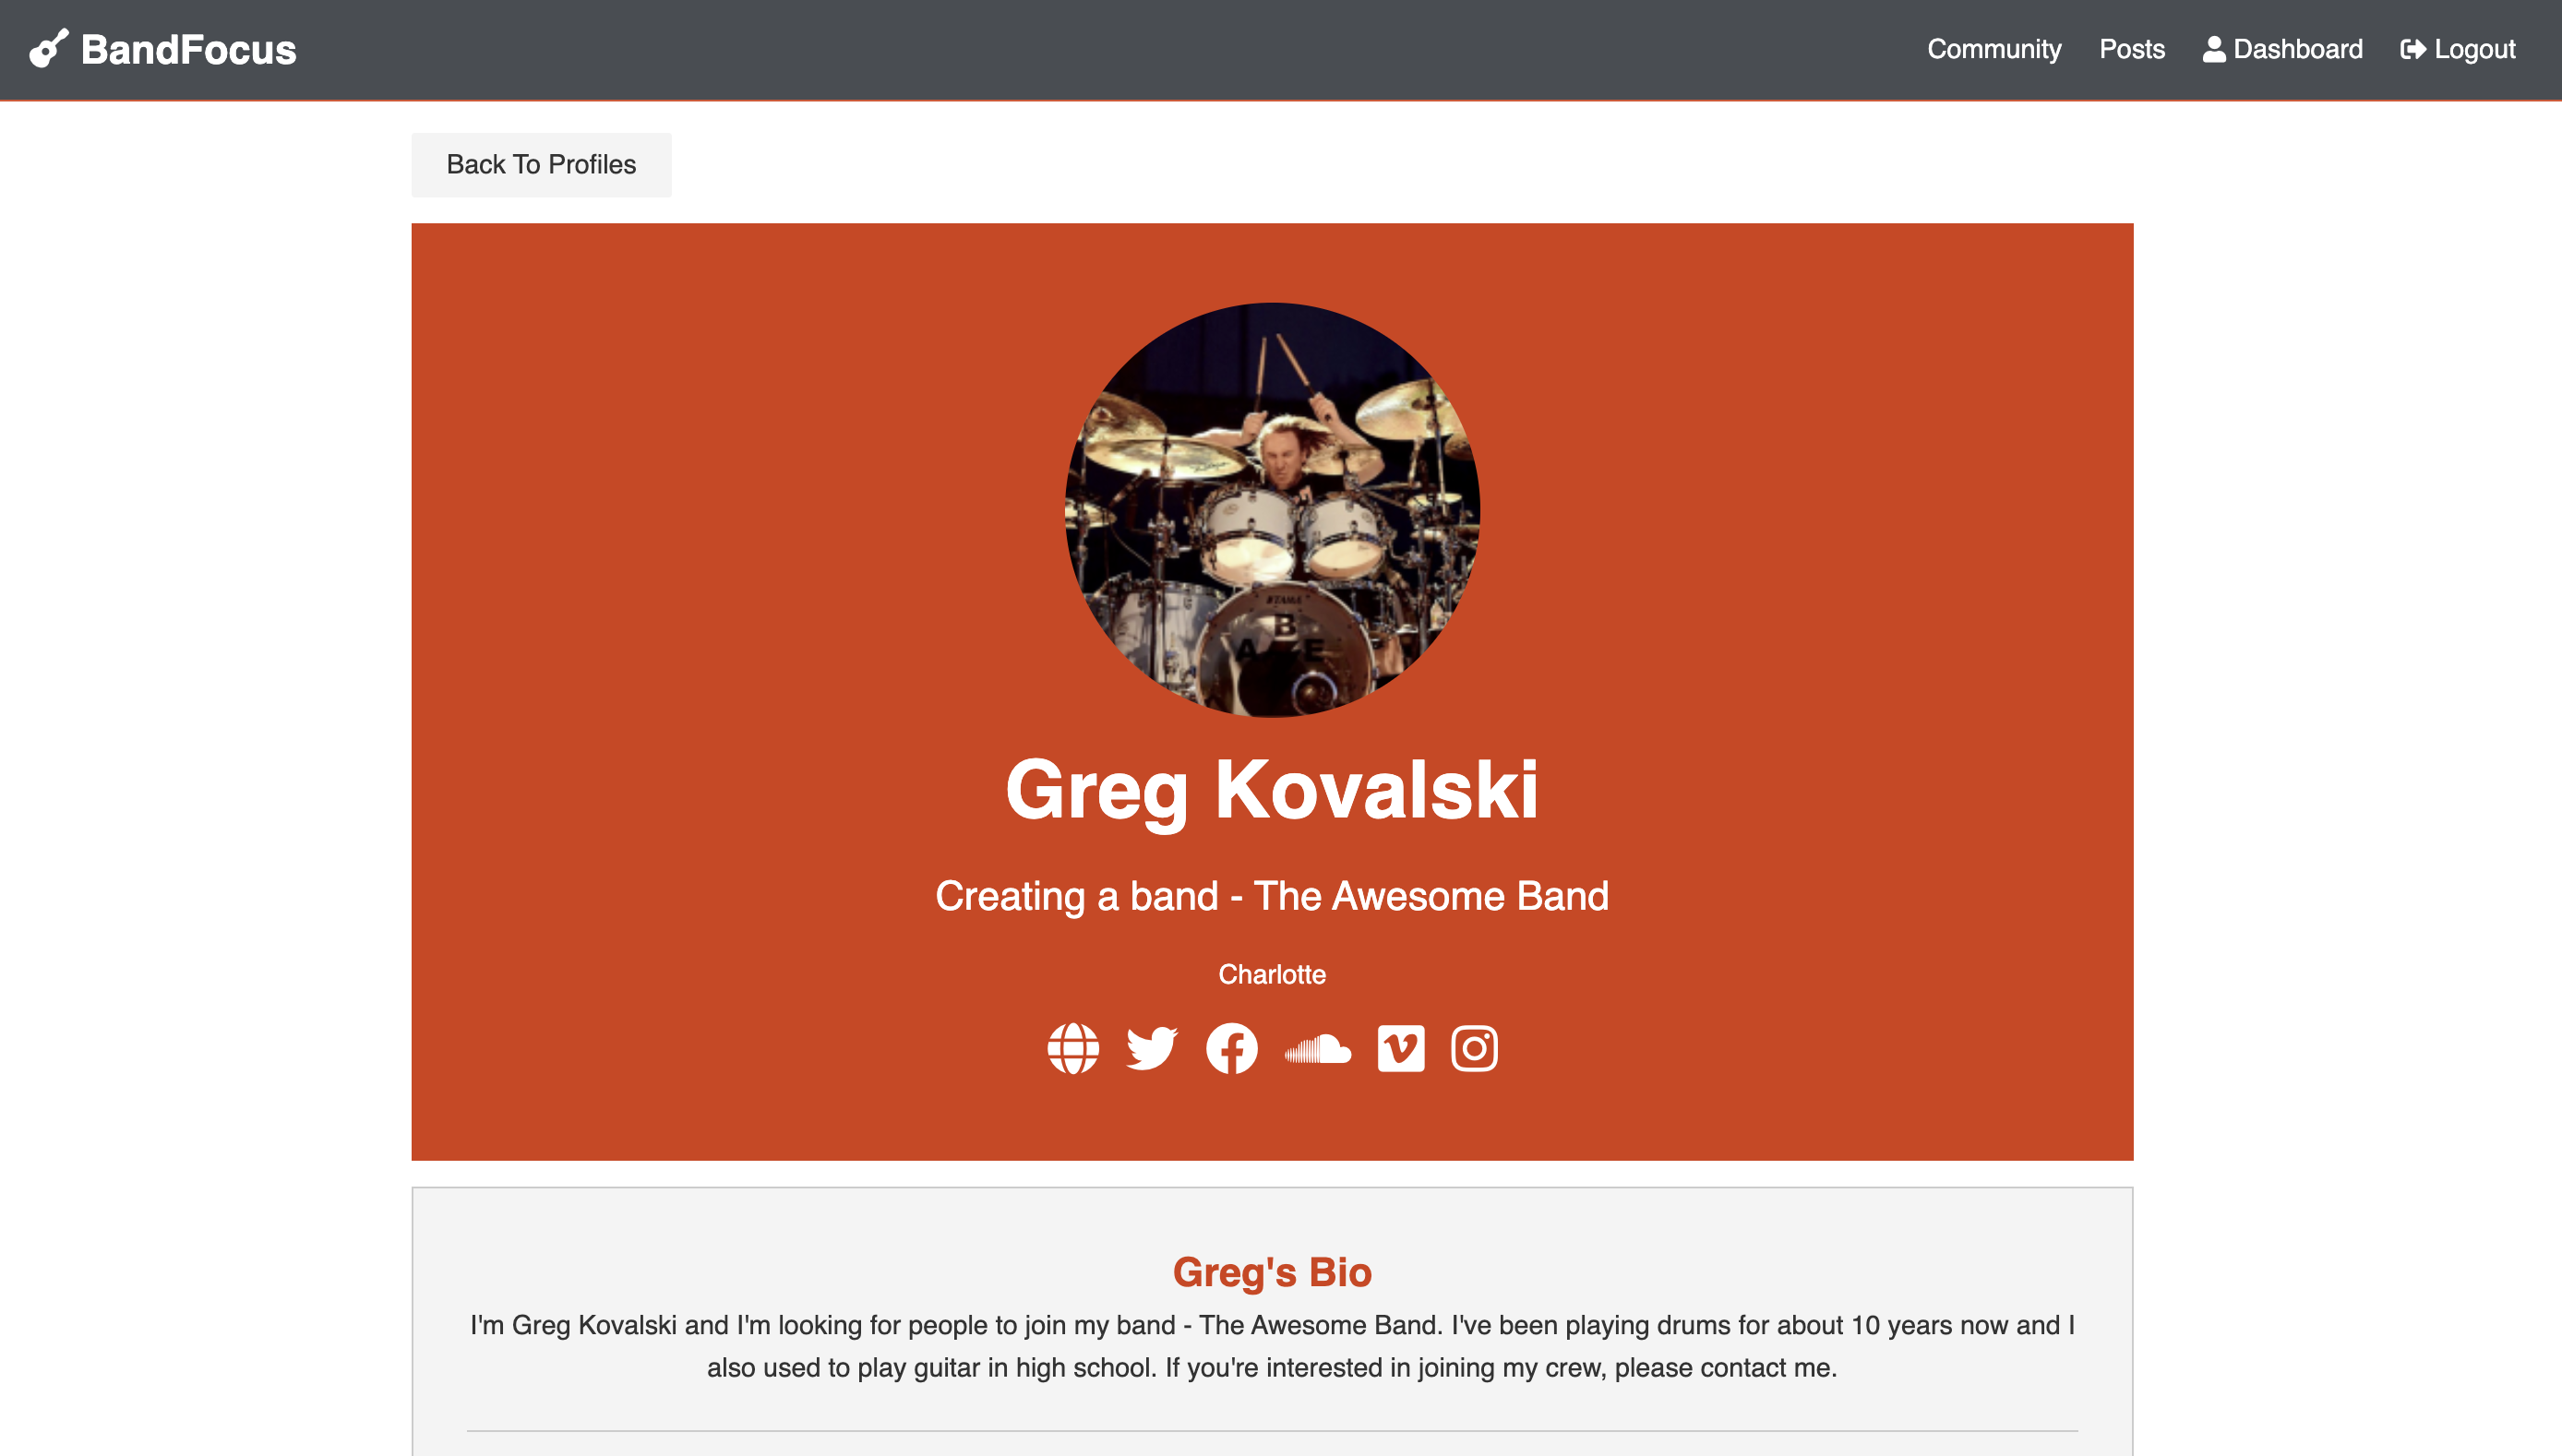 BandFocus
Community Posts Dashboard Logout
Back To Profiles
TAMA
B
A E
Greg Kovalski
Creating a band - The Awesome Band
Charlotte
Greg's Bio
I'm Greg Kovalski and I'm looking for people to join my band - The Awesome Band. I've been playing drums for about 10 years now and I
also used to play guitar in high school. If you're interested in joining my crew, please contact me.